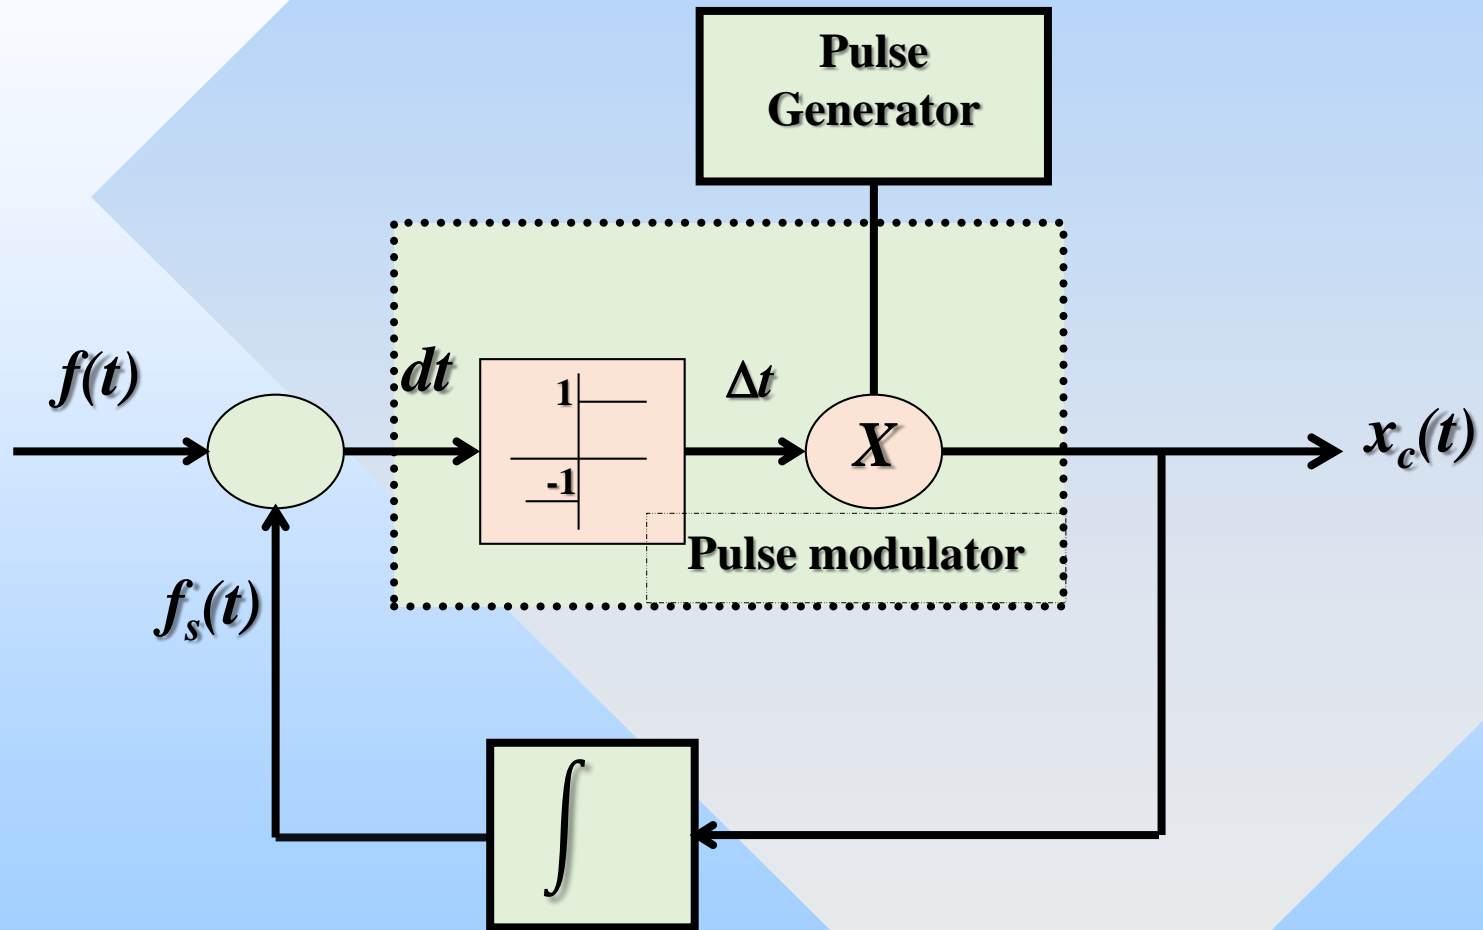 Pulse
Generator
f(t)
dt
1
-1
Δt
X
x_c(t)
Pulse modulator
f_s(t)
∫